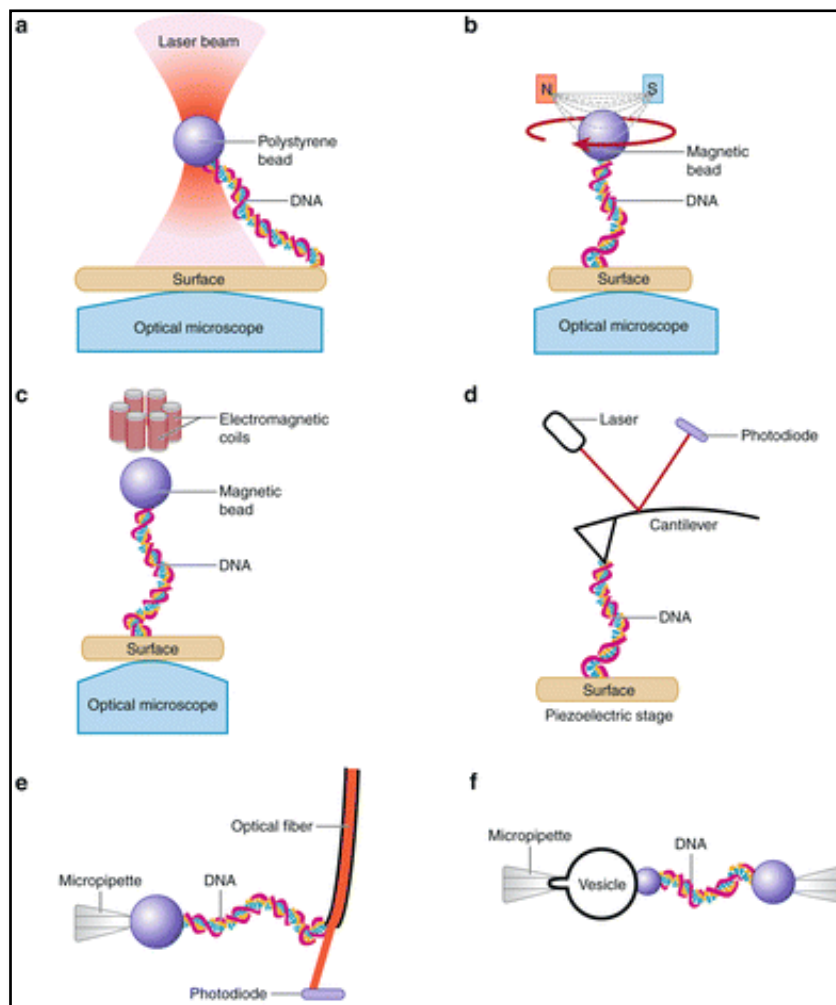 a
Laser beam
Polystyrene
bead
DNA
Surface
Optical microscope
b
N
S
Magnetic
bead
DNA
Surface
Optical microscope
c
Electromagnetic
coils
Magnetic
bead
DNA
Surface
Optical microscope
d
Laser
Photodiode
Cantilever
DNA
Surface
Piezoelectric stage
e
Optical fiber
Micropipette
DNA
Photodiode
f
Micropipette
DNA
Vesicle